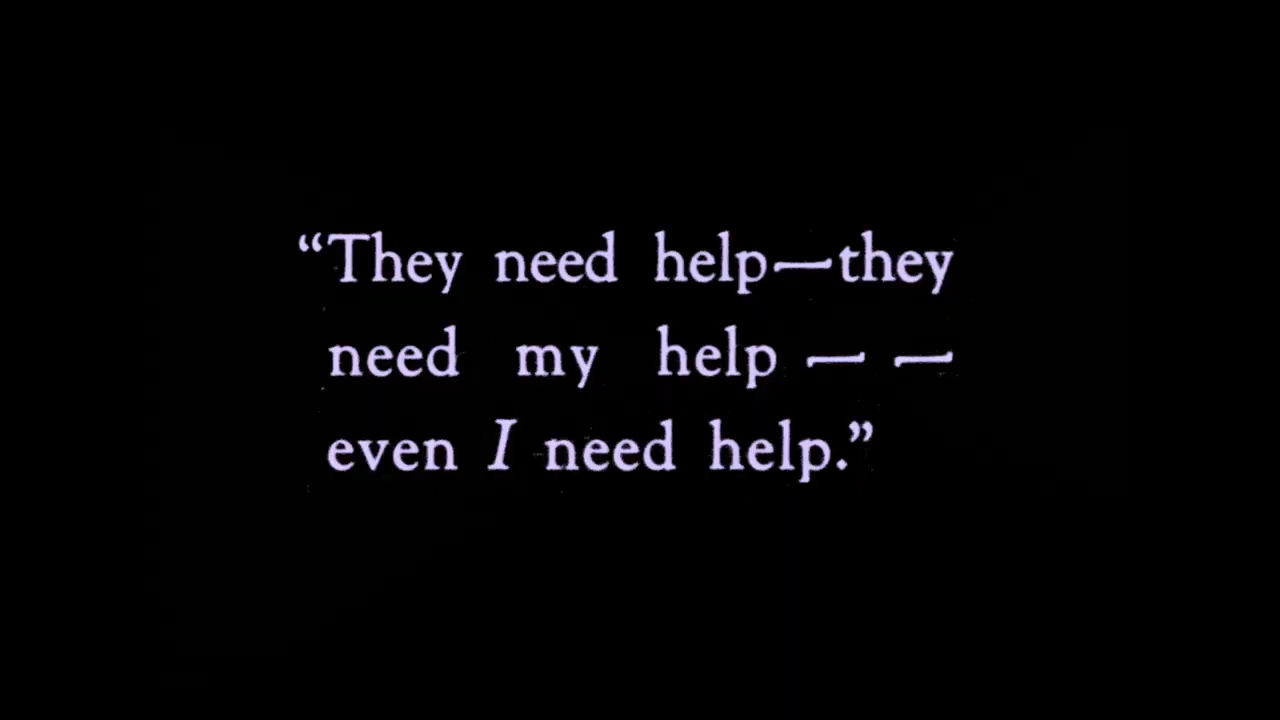 “They need help—they
need my help — —
even I need help.”